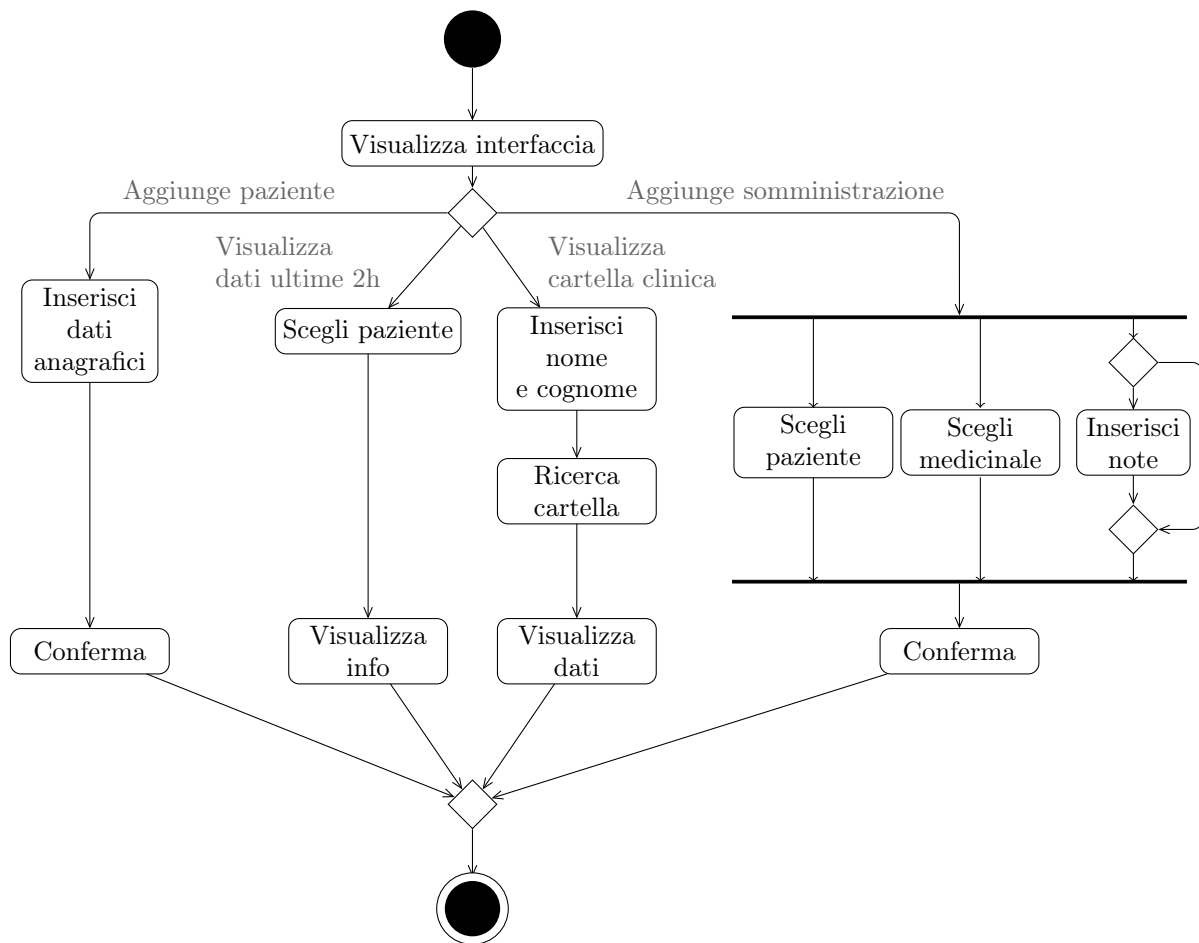 Visualizza interfaccia
Aggiunge paziente
Aggiunge somministrazione
Visualizza
dati ultime 2h
Visualizza
cartella clinica
Inserisci
dati
anagrafici
Scegli paziente
Inserisci
nome
e cognome
Scegli
paziente
Scegli
medicinale
Inserisci
note
Ricerca
cartella
Conferma
Visualizza
info
Visualizza
dati
Conferma